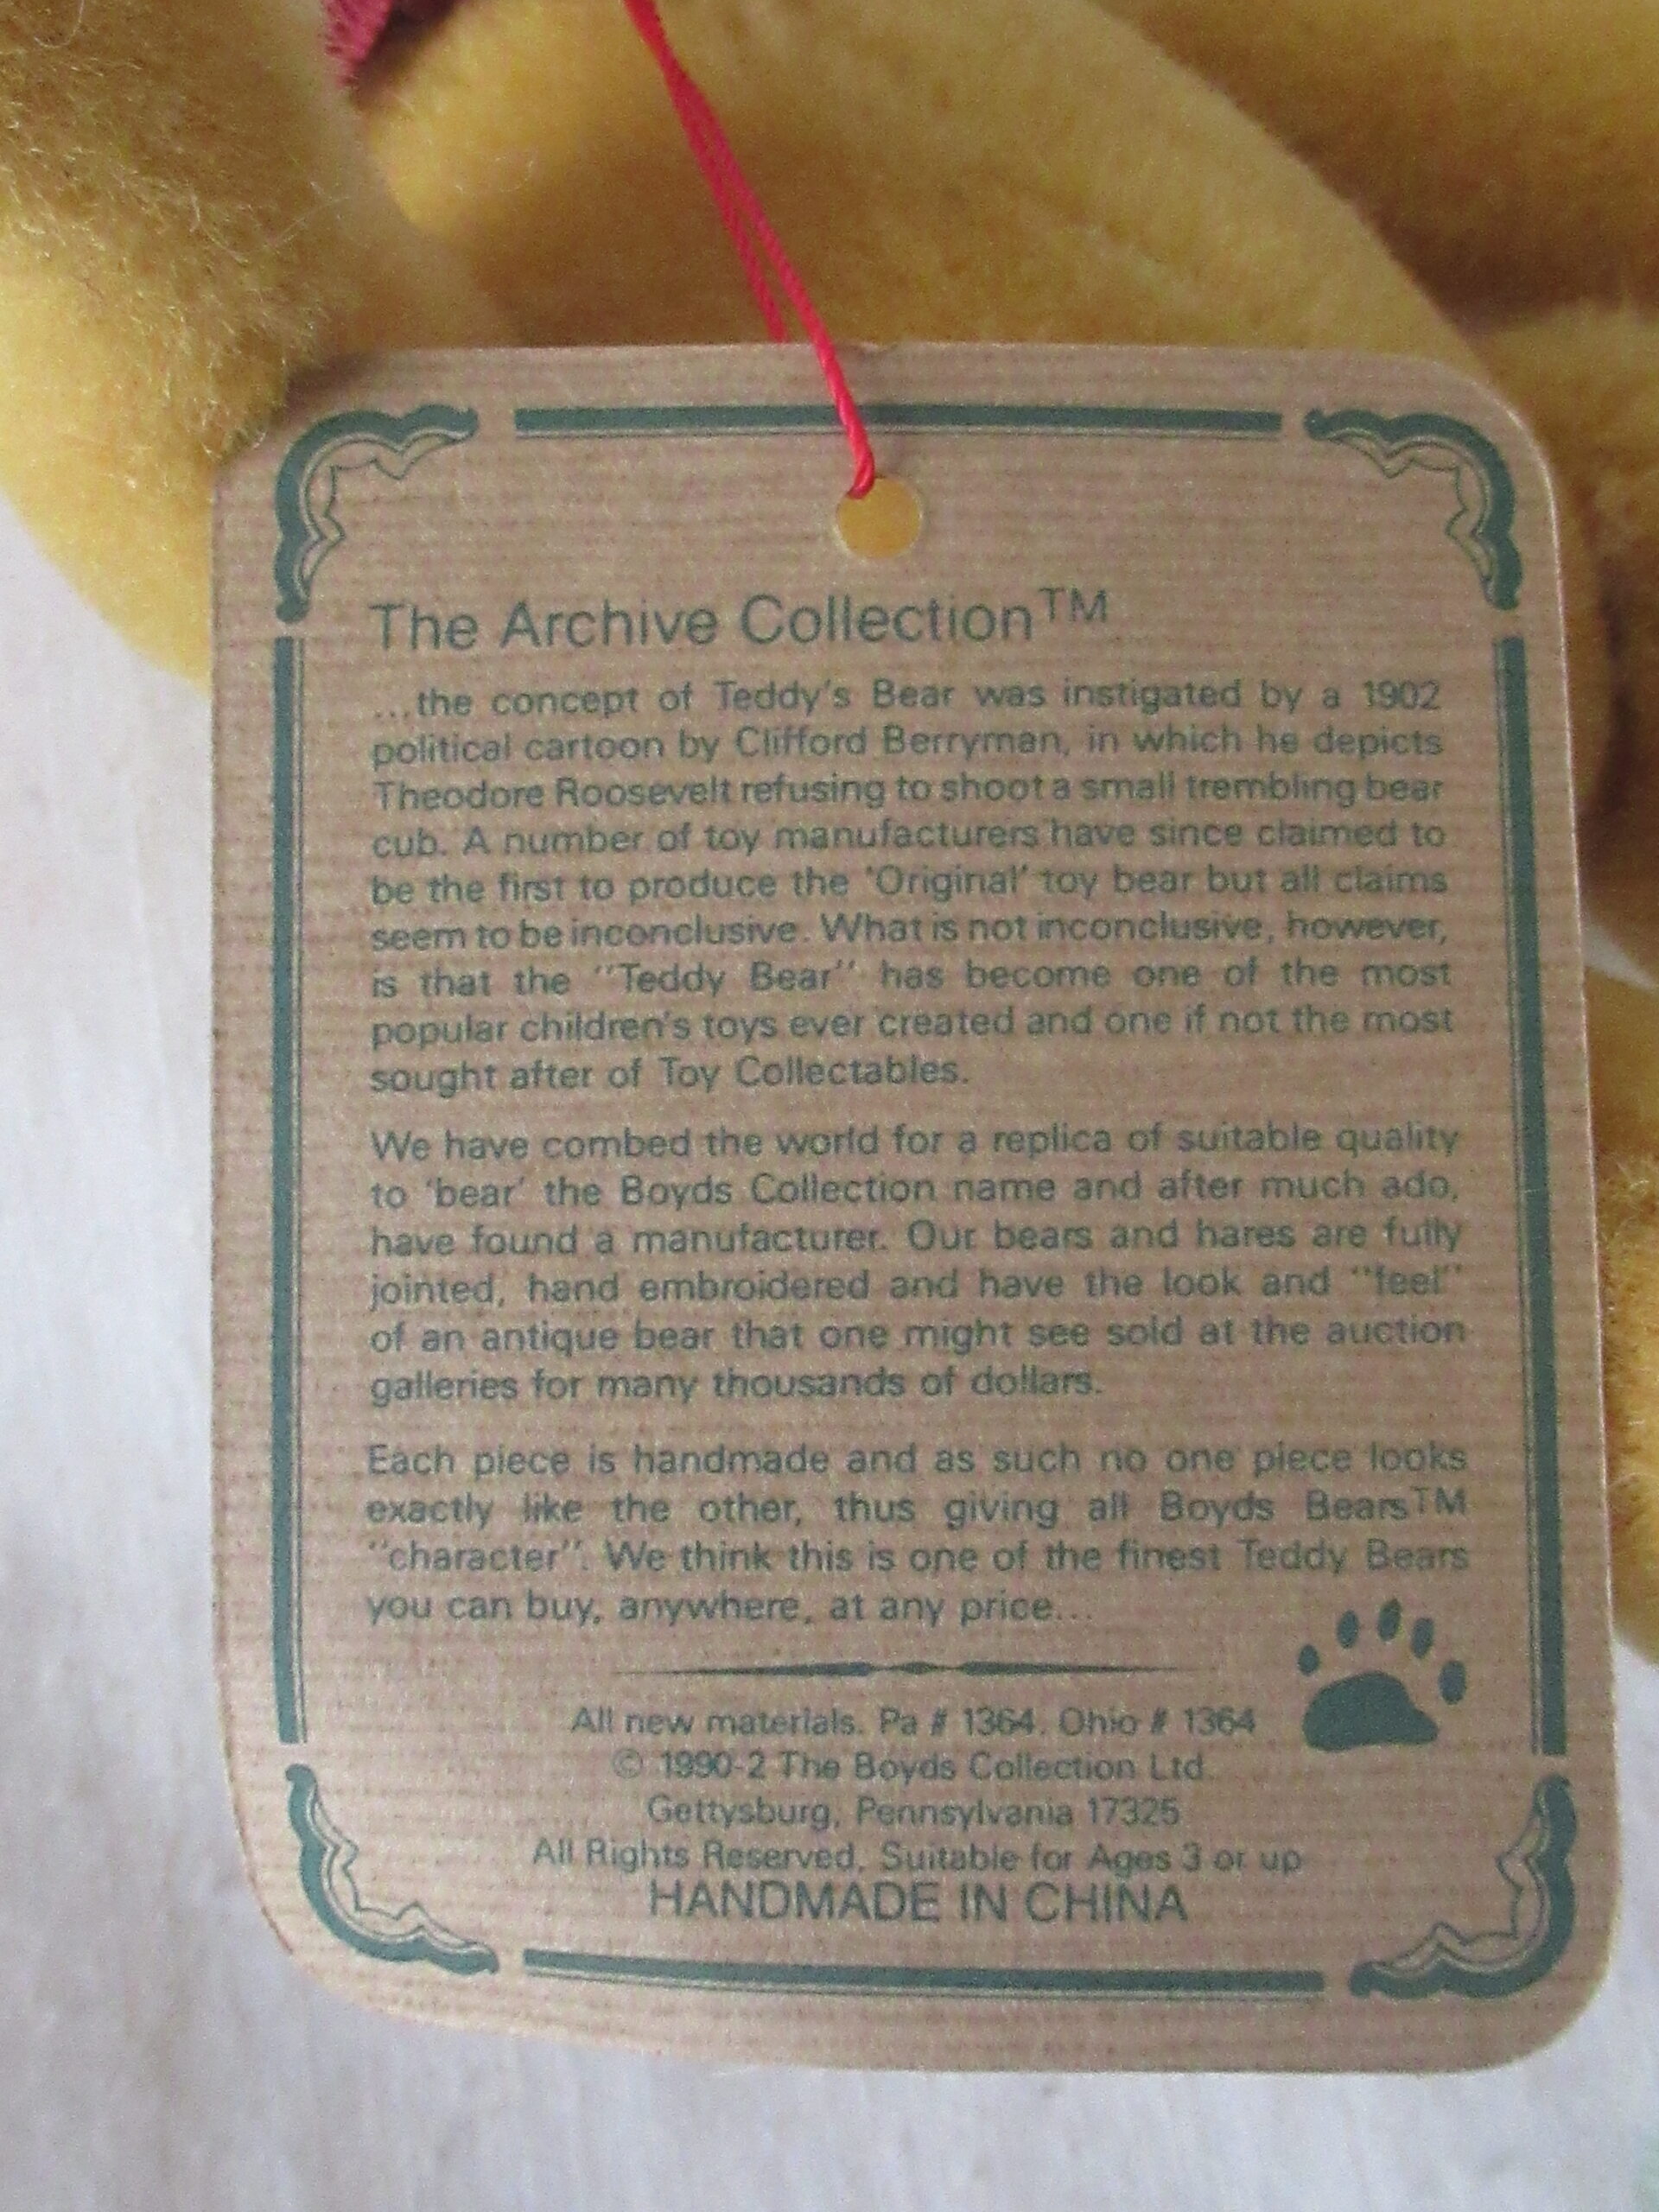 The Archive Collection™
...the concept of Teddy's Bear was instigated by a 1902
political cartoon by Clifford Berryman, in which he depicts
Theodore Roosevelt refusing to shoot a small trembling bear
cub. A number of toy manufacturers have since claimed to
be the first to produce the 'Original' toy bear but all claims
seem to be inconclusive. What is not inconclusive, however,
is that the "Teddy Bear" has become one of the most
popular children's toys ever created and one if not the most
sought after of Toy Collectables.
We have combed the world for a replica of suitable quality
to 'bear' the Boyds Collection name and after much ado,
have found a manufacturer. Our bears and hares are fully
jointed, hand embroidered and have the look and "feel"
of an antique bear that one might see sold at the auction
galleries for many thousands of dollars.
Each piece is handmade and as such no one piece looks
exactly like the other, thus giving all Boyds Bears™
"character". We think this is one of the finest Teddy Bears
you can buy, anywhere, at any price...
All new materials. Pa # 1364. Ohio # 1364
© 1990-2 The Boyds Collection Ltd.
Gettysburg, Pennsylvania 17325
All Rights Reserved. Suitable for Ages 3 or up
HANDMADE IN CHINA